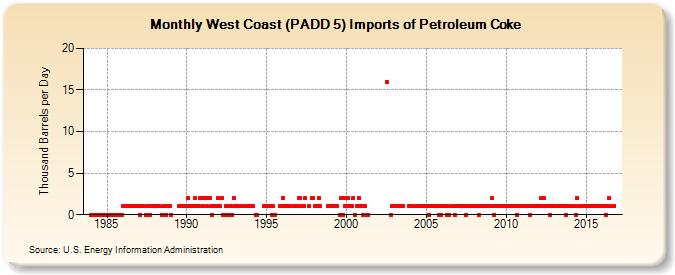 Monthly West Coast (PADD 5) Imports of Petroleum Coke
Thousand Barrels per Day
20
15
10
5
0
1985 1990 1995 2000 2005 2010 2015
Source: U.S. Energy Information Administration